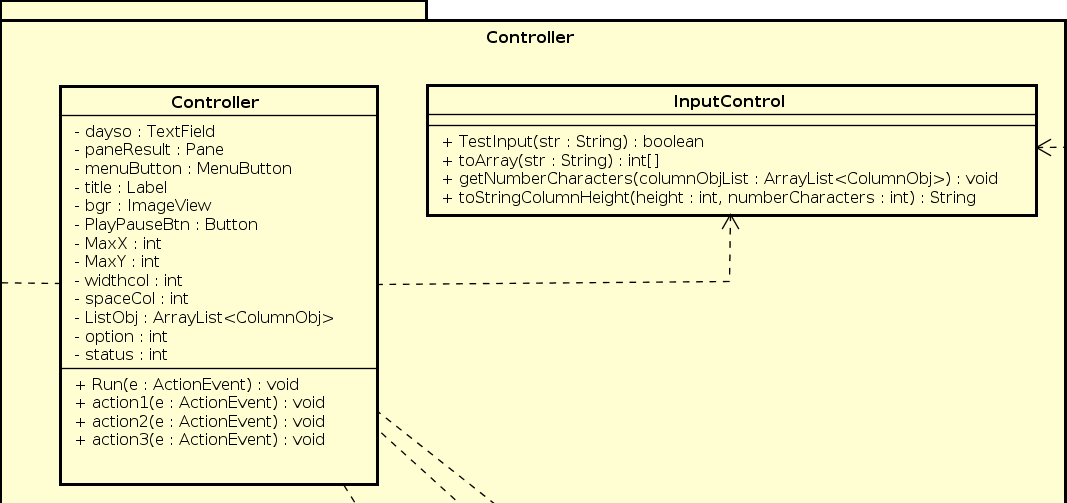 Controller
Controller
- dayso : TextField
- paneResult : Pane
- menuButton : MenuButton
- title : Label
- bgr : ImageView
- PlayPauseBtn : Button
- MaxX : int
- MaxY : int
- widthcol : int
- spaceCol : int
- ListObj : ArrayList<ColumnObj>
- option : int
- status : int
+ Run(e : ActionEvent) : void
+ action1(e : ActionEvent) : void
+ action2(e : ActionEvent) : void
+ action3(e : ActionEvent) : void
InputControl
+ TestInput(str : String) : boolean
+ toArray(str : String) : int[]
+ getNumberCharacters(columnObjList : ArrayList<ColumnObj>) : void
+ toStringColumnHeight(height : int, numberCharacters : int) : String